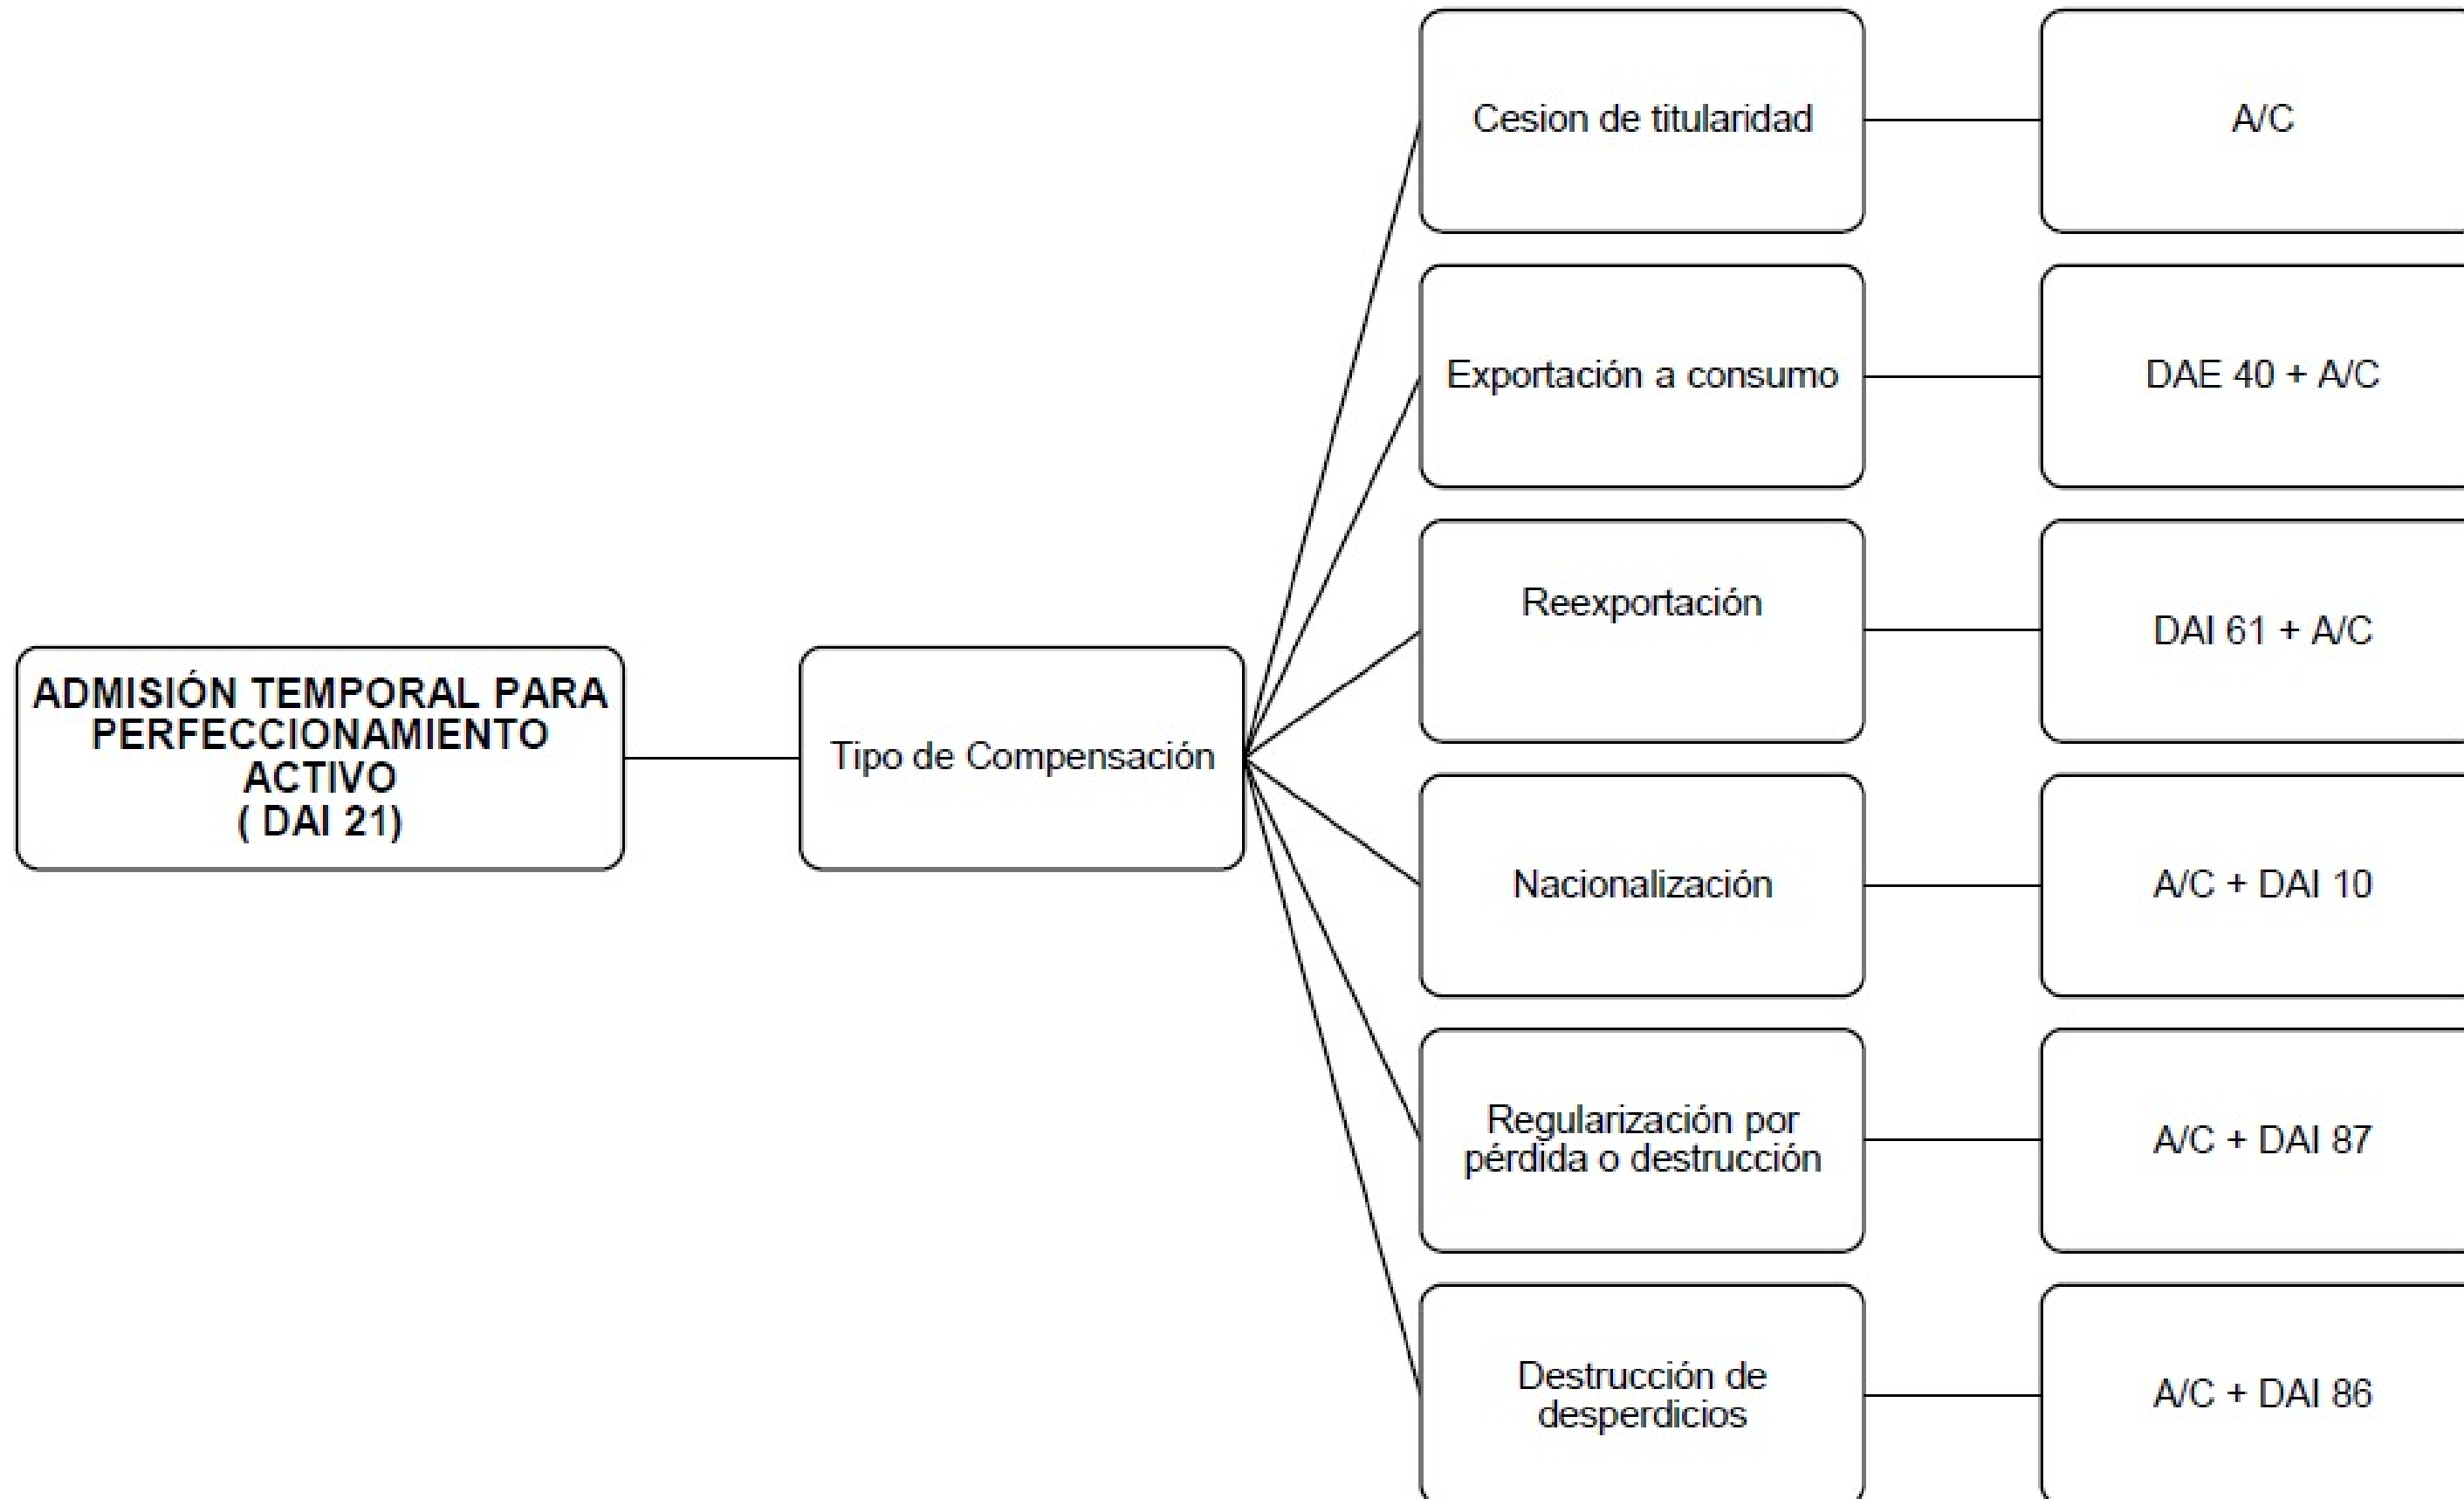 Cesion de titularidad
A/C
Exportación a consumo
DAE 40 + A/C
Reexportación
DAI 61 + A/C
ADMISIÓN TEMPORAL PARA
PERFECCIONAMIENTO
ACTIVO
( DAI 21)
Tipo de Compensación
Nacionalización
A/C + DAI 10
Regularización por
pérdida o destrucción
A/C + DAI 87
Destrucción de
desperdicios
A/C + DAI 86